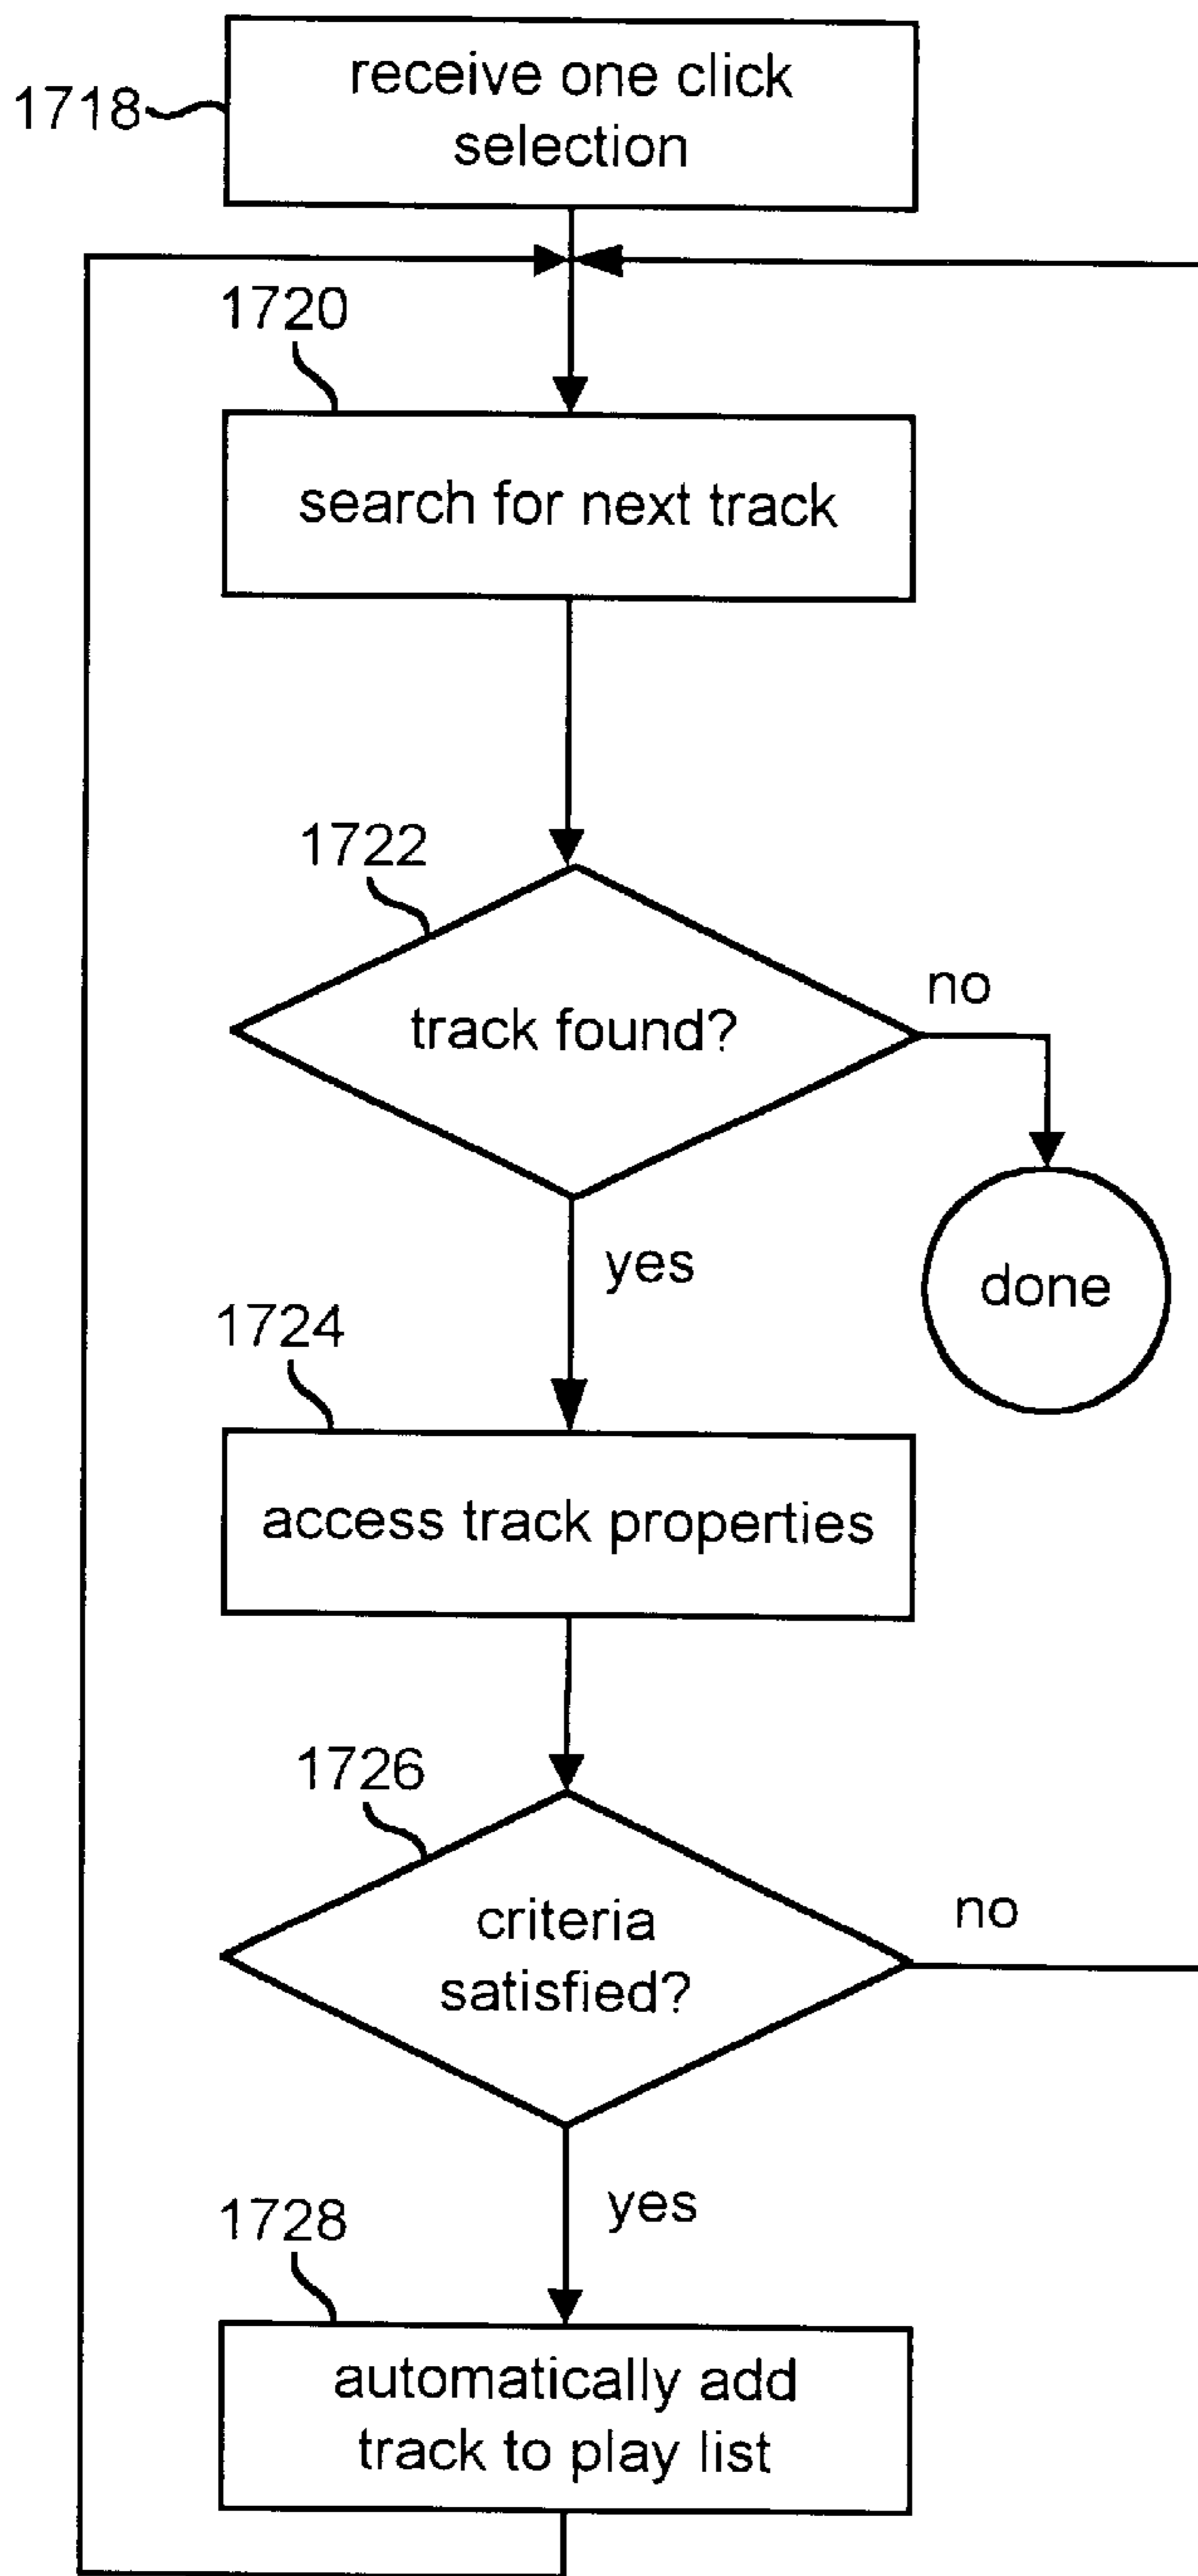 receive one click
selection
1718
1720
search for next track
1722
track found?
no
done
yes
1724
access track properties
1726
criteria
satisfied?
no
yes
1728
automatically add
track to play list